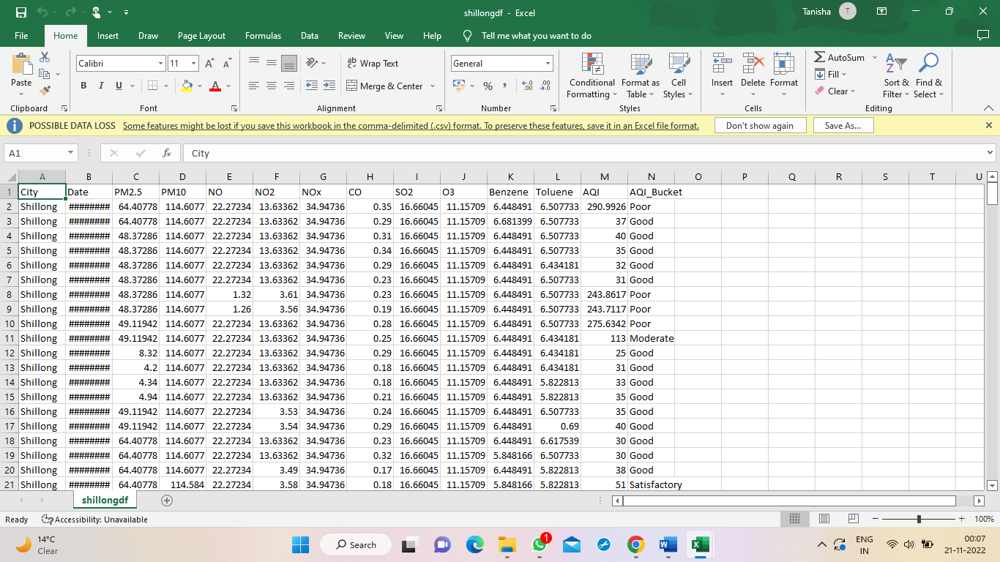 shillongdf - Excel
Tanisha T
File Home Insert Draw Page Layout Formulas Data Review View Help Tell me what you want to do
Calibri 11 ab Wrap Text General AutoSum
Paste B I U Merge & Center % , Conditional Formatting Format as Table Cell Styles Insert Delete Format Fill Clear Sort & Filter Find & Select
Clipboard Font Alignment Number Styles Cells Editing
POSSIBLE DATA LOSS Some features might be lost if you save this workbook in the comma-delimited (.csv) format. To preserve these features, save it in an Excel file format. Don't show again Save As...
A1 fx City
A B C D E F G H I J K L M N O P Q R S T U
1 City Date PM2.5 PM10 NO NO2 NOx CO SO2 O3 Benzene Toluene AQI AQI_Bucket
2 Shillong ######## 64.40778 114.6077 22.27234 13.63362 34.94736 0.35 16.66045 11.15709 6.448491 6.507733 290.9926 Poor
3 Shillong ######## 64.40778 114.6077 22.27234 13.63362 34.94736 0.29 16.66045 11.15709 6.681399 6.507733 37 Good
4 Shillong ######## 48.37286 114.6077 22.27234 13.63362 34.94736 0.31 16.66045 11.15709 6.448491 6.507733 40 Good
5 Shillong ######## 48.37286 114.6077 22.27234 13.63362 34.94736 0.34 16.66045 11.15709 6.448491 6.507733 35 Good
6 Shillong ######## 48.37286 114.6077 22.27234 13.63362 34.94736 0.29 16.66045 11.15709 6.448491 6.434181 32 Good
7 Shillong ######## 48.37286 114.6077 22.27234 13.63362 34.94736 0.23 16.66045 11.15709 6.448491 6.507733 31 Good
8 Shillong ######## 48.37286 114.6077 1.32 3.61 34.94736 0.23 16.66045 11.15709 6.448491 6.507733 243.8617 Poor
9 Shillong ######## 48.37286 114.6077 1.26 3.56 34.94736 0.19 16.66045 11.15709 6.448491 6.507733 243.7117 Poor
10 Shillong ######## 49.11942 114.6077 22.27234 13.63362 34.94736 0.28 16.66045 11.15709 6.448491 6.507733 275.6342 Poor
11 Shillong ######## 49.11942 114.6077 22.27234 13.63362 34.94736 0.25 16.66045 11.15709 6.448491 6.434181 113 Moderate
12 Shillong ######## 8.32 114.6077 22.27234 13.63362 34.94736 0.29 16.66045 11.15709 6.448491 6.434181 25 Good
13 Shillong ######## 4.2 114.6077 22.27234 13.63362 34.94736 0.18 16.66045 11.15709 6.448491 6.434181 31 Good
14 Shillong ######## 4.34 114.6077 22.27234 13.63362 34.94736 0.18 16.66045 11.15709 6.448491 5.822813 33 Good
15 Shillong ######## 4.94 114.6077 22.27234 13.63362 34.94736 0.21 16.66045 11.15709 6.448491 5.822813 35 Good
16 Shillong ######## 49.11942 114.6077 22.27234 3.53 34.94736 0.24 16.66045 11.15709 6.448491 6.507733 35 Good
17 Shillong ######## 49.11942 114.6077 22.27234 3.54 34.94736 0.29 16.66045 11.15709 6.448491 0.69 40 Good
18 Shillong ######## 64.40778 114.6077 22.27234 13.63362 34.94736 0.23 16.66045 11.15709 6.448491 6.617539 30 Good
19 Shillong ######## 64.40778 114.6077 22.27234 13.63362 34.94736 0.32 16.66045 11.15709 5.848166 6.507733 30 Good
20 Shillong ######## 64.40778 114.6077 22.27234 3.49 34.94736 0.17 16.66045 11.15709 6.448491 5.822813 38 Good
21 Shillong ######## 64.40778 114.584 22.27234 3.58 34.94736 0.18 16.66045 11.15709 5.848166 5.822813 51 Satisfactory
shillongdf
Ready Accessibility: Unavailable 100%
14°C Clear Search 1 ENG IN 00:07 21-11-2022